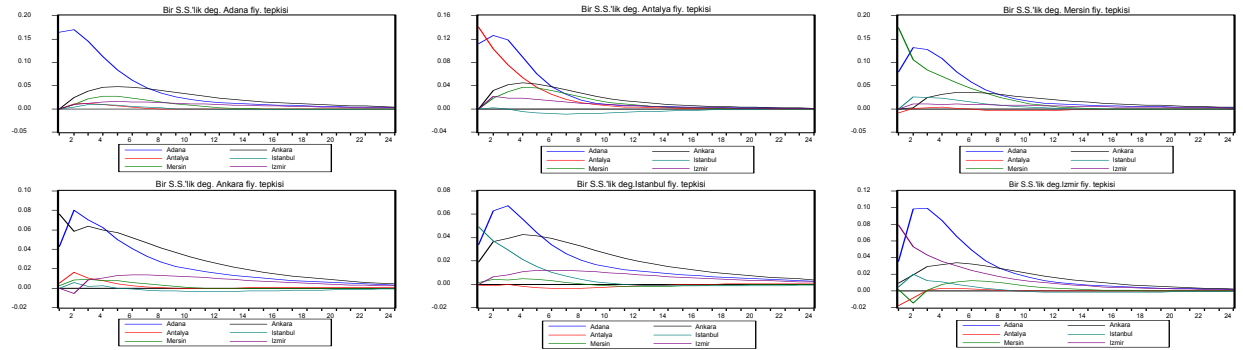 Bir S.S.'lik deg. Adana fiy. tepkisi
0.20
0.15
0.10
0.05
0.00
-0.05
2 4 6 8 10 12 14 16 18 20 22 24
Adana Ankara
Antalya Istanbul
Mersin Izmir
Bir S.S.'lik deg. Antalya fiy. tepkisi
0.16
0.12
0.08
0.04
0.00
-0.04
2 4 6 8 10 12 14 16 18 20 22 24
Adana Ankara
Antalya Istanbul
Mersin Izmir
Bir S.S.'lik deg. Mersin fiy. tepkisi
0.20
0.15
0.10
0.05
0.00
-0.05
2 4 6 8 10 12 14 16 18 20 22 24
Adana Ankara
Antalya Istanbul
Mersin Izmir
Bir S.S.'lik deg. Ankara fiy. tepkisi
0.10
0.08
0.06
0.04
0.02
0.00
-0.02
2 4 6 8 10 12 14 16 18 20 22 24
Adana Ankara
Antalya Istanbul
Mersin Izmir
Bir S.S.'lik deg.Istanbul fiy. tepkisi
0.08
0.06
0.04
0.02
0.00
-0.02
2 4 6 8 10 12 14 16 18 20 22 24
Adana Ankara
Antalya Istanbul
Mersin Izmir
Bir S.S.'lik deg.Izmir fiy. tepkisi
0.12
0.10
0.08
0.06
0.04
0.02
0.00
-0.02
2 4 6 8 10 12 14 16 18 20 22 24
Adana Ankara
Antalya Istanbul
Mersin Izmir